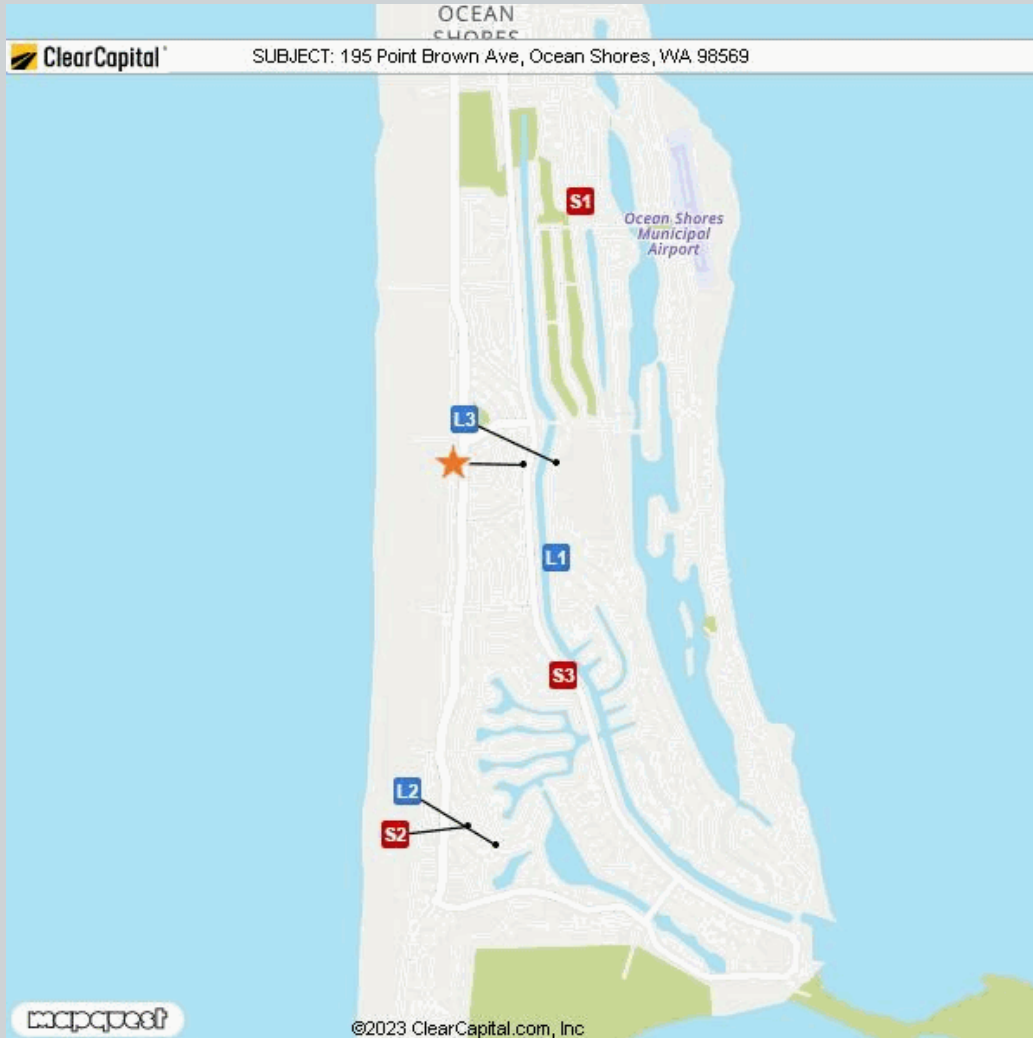 OCEAN
SHORES
ClearCapital
SUBJECT: 195 Point Brown Ave, Ocean Shores, WA 98569
S1
Ocean Shores
Municipal
Airport
L3
L1
S3
L2
S2
mapquest
©2023 ClearCapital.com, Inc